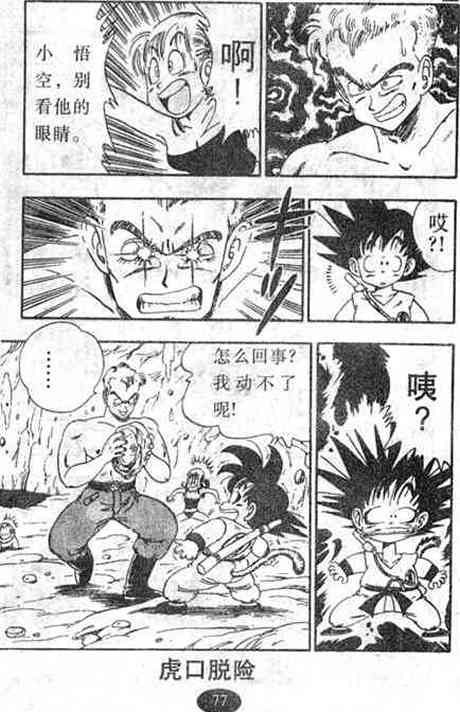 啊！
小悟
空，别
看他的
眼睛。
哎
?!
咦
?
怎么回事?
我动不了
呢!
……
虎口脱险
77